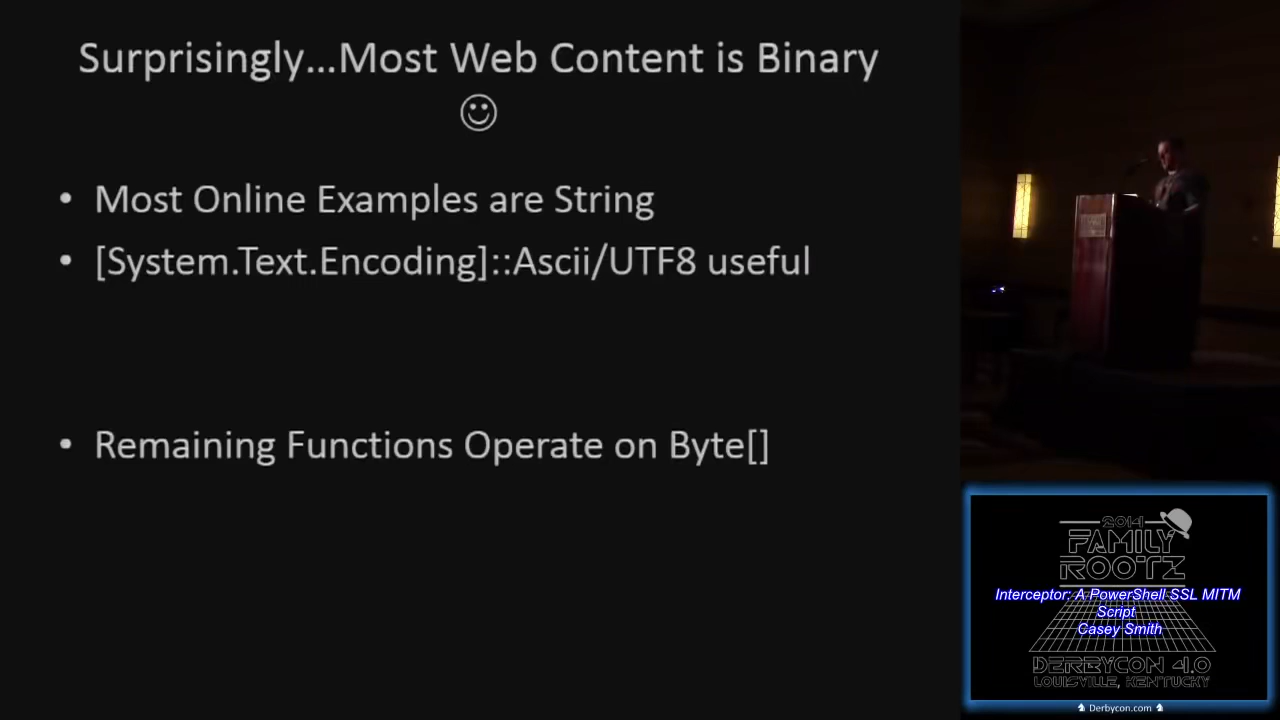 Surprisingly...Most Web Content is Binary
☺
• Most Online Examples are String
• [System.Text.Encoding]::Ascii/UTF8 useful
• Remaining Functions Operate on Byte[]
2014
FAMILY
ROOTZ
Interceptor: A PowerShell SSL MITM
Script
Casey Smith
DERBYCON 4.0
LOUISVILLE, KENTUCKY
Derbycon.com